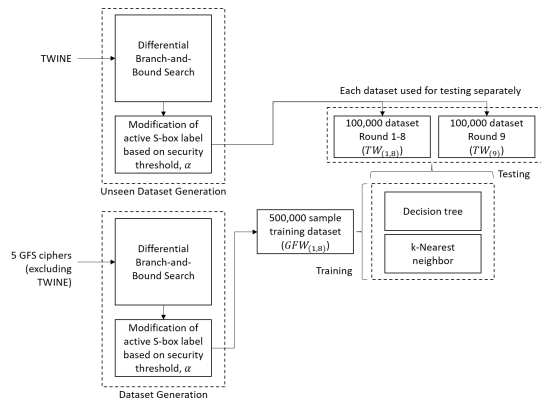 Differential
Branch-and-
Bound Search
TWINE
Modification of
active S-box label
based on security
threshold, α
Unseen Dataset Generation
Each dataset used for testing separately
100,000 dataset
Round 1-8
(TW(1,8))
100,000 dataset
Round 9
(TW(9))
Testing
Decision tree
k-Nearest
neighbor
500,000 sample
training dataset
(GFW(1,8))
Training
5 GFS ciphers
(excluding
TWINE)
Differential
Branch-and-
Bound Search
Modification of
active S-box label
based on security
threshold, α
Dataset Generation